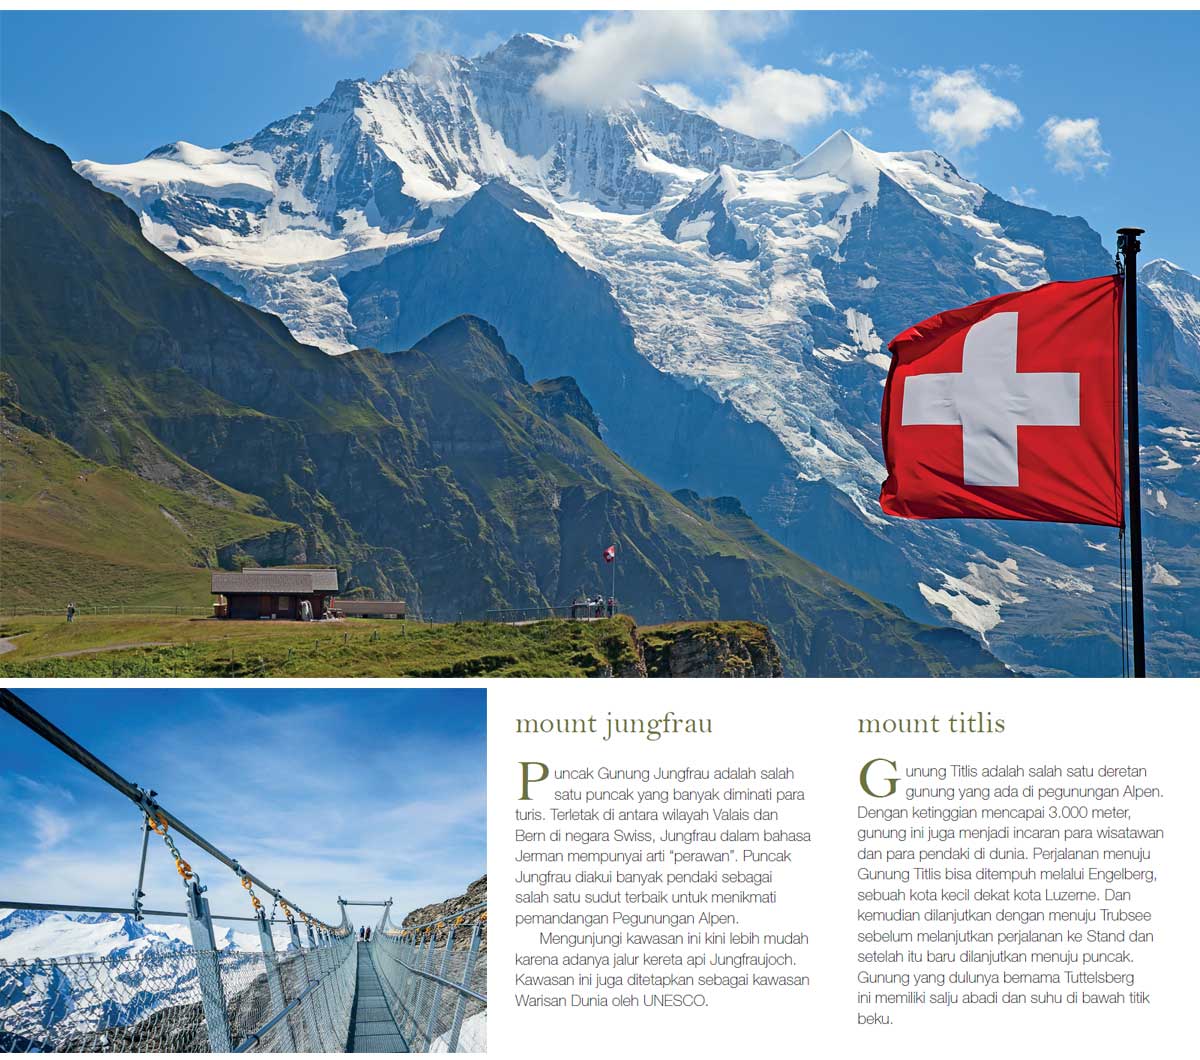 mount jungfrau
Puncak Gunung Jungfrau adalah salah
satu puncak yang banyak diminati para
turis. Terletak di antara wilayah Valais dan
Bern di negara Swiss, Jungfrau dalam bahasa
Jerman mempunyai arti “perawan”. Puncak
Jungfrau diakui banyak pendaki sebagai
salah satu sudut terbaik untuk menikmati
pemandangan Pegunungan Alpen.
Mengunjungi kawasan ini kini lebih mudah
karena adanya jalur kereta api Jungfraujoch.
Kawasan ini juga ditetapkan sebagai kawasan
Warisan Dunia oleh UNESCO.
mount titlis
Gunung Titlis adalah salah satu deretan
gunung yang ada di pegunungan Alpen.
Dengan ketinggian mencapai 3.000 meter,
gunung ini juga menjadi incaran para wisatawan
dan para pendaki di dunia. Perjalanan menuju
Gunung Titlis bisa ditempuh melalui Engelberg,
sebuah kota kecil dekat kota Luzerne. Dan
kemudian dilanjutkan dengan menuju Trubsee
sebelum melanjutkan perjalanan ke Stand dan
setelah itu baru dilanjutkan menuju puncak.
Gunung yang dulunya bernama Tuttelsberg
ini memiliki salju abadi dan suhu di bawah titik
beku.